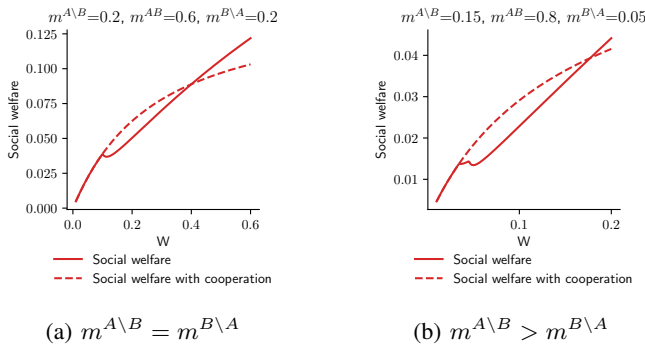 m^{A\B}=0.2, m^{AB}=0.6, m^{B\A}=0.2
Social welfare
0.125
0.100
0.075
0.050
0.025
0.000
0.0 0.2 0.4 0.6
W
Social welfare
Social welfare with cooperation
(a) m^{A\B} = m^{B\A}
m^{A\B}=0.15, m^{AB}=0.8, m^{B\A}=0.05
Social welfare
0.04
0.03
0.02
0.01
0.1 0.2
W
Social welfare
Social welfare with cooperation
(b) m^{A\B} > m^{B\A}